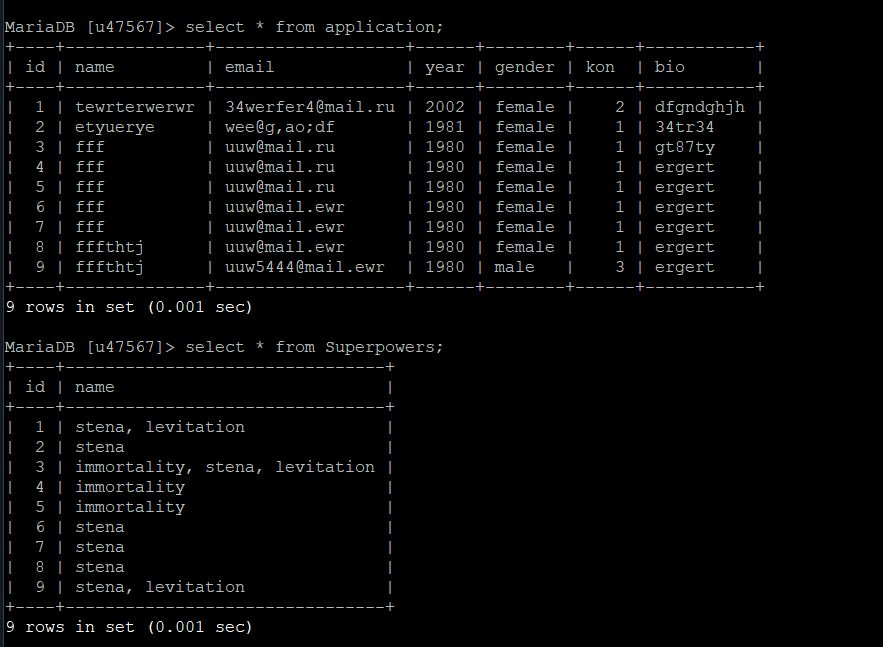 MariaDB [u47567]> select * from application;
+----+--------------+-------------------+------+--------+------+-----------+
| id | name         | email             | year | gender | kon  | bio       |
+----+--------------+-------------------+------+--------+------+-----------+
|  1 | tewrterwerwr | 34werfer4@mail.ru | 2002 | female |    2 | dfgndghjh |
|  2 | etyuerye     | wee@g,ao;df       | 1981 | female |    1 | 34tr34    |
|  3 | fff          | uuw@mail.ru       | 1980 | female |    1 | gt87ty    |
|  4 | fff          | uuw@mail.ru       | 1980 | female |    1 | ergert    |
|  5 | fff          | uuw@mail.ru       | 1980 | female |    1 | ergert    |
|  6 | fff          | uuw@mail.ewr      | 1980 | female |    1 | ergert    |
|  7 | fff          | uuw@mail.ewr      | 1980 | female |    1 | ergert    |
|  8 | fffthtj      | uuw@mail.ewr      | 1980 | female |    1 | ergert    |
|  9 | fffthtj      | uuw5444@mail.ewr  | 1980 | male   |    3 | ergert    |
+----+--------------+-------------------+------+--------+------+-----------+
9 rows in set (0.001 sec)
MariaDB [u47567]> select * from Superpowers;
+----+--------------------------------+
| id | name                           |
+----+--------------------------------+
|  1 | stena, levitation              |
|  2 | stena                          |
|  3 | immortality, stena, levitation |
|  4 | immortality                    |
|  5 | immortality                    |
|  6 | stena                          |
|  7 | stena                          |
|  8 | stena                          |
|  9 | stena, levitation              |
+----+--------------------------------+
9 rows in set (0.001 sec)